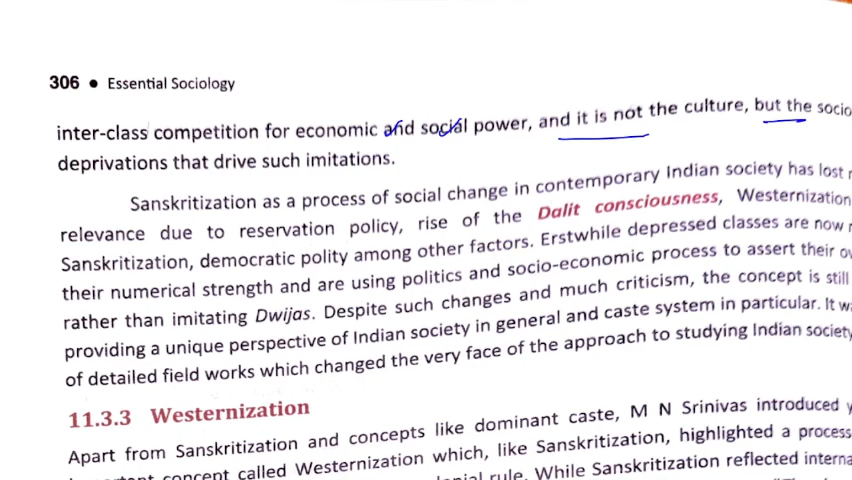 306 • Essential Sociology
inter-class competition for economic and social power, and it is not the culture, but the socio
deprivations that drive such imitations.
Sanskritization as a process of social change in contemporary Indian society has lost
relevance due to reservation policy, rise of the Dalit consciousness, Westernization
Sanskritization, democratic polity among other factors. Erstwhile depressed classes are now
their numerical strength and are using politics and socio-economic process to assert their
rather than imitating Dwijas. Despite such changes and much criticism, the concept is still
providing a unique perspective of Indian society in general and caste system in particular. It
of detailed field works which changed the very face of the approach to studying Indian society
11.3.3 Westernization
Apart from Sanskritization and concepts like dominant caste, M N Srinivas introduced
concept called Westernization which, like Sanskritization, highlighted a process
rule. While Sanskritization reflected